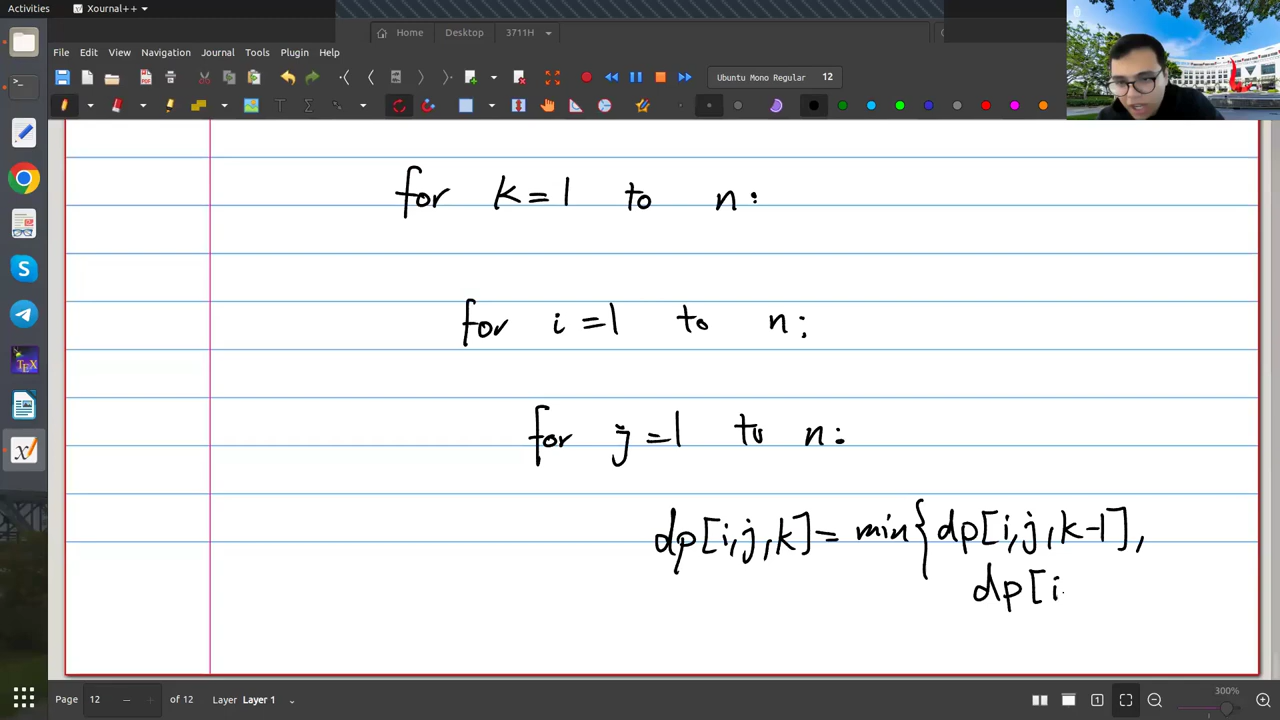 Activities Xournal++
Home Desktop 3711H
File Edit View Navigation Journal Tools Plugin Help
Ubuntu Mono Regular 12
for k=1 to n:
for i=1 to n:
for j=1 to n:
dp[i,j,k]= min{dp[i,j,k-1],
dp[i
Page 12 of 12 Layer Layer 1 300%